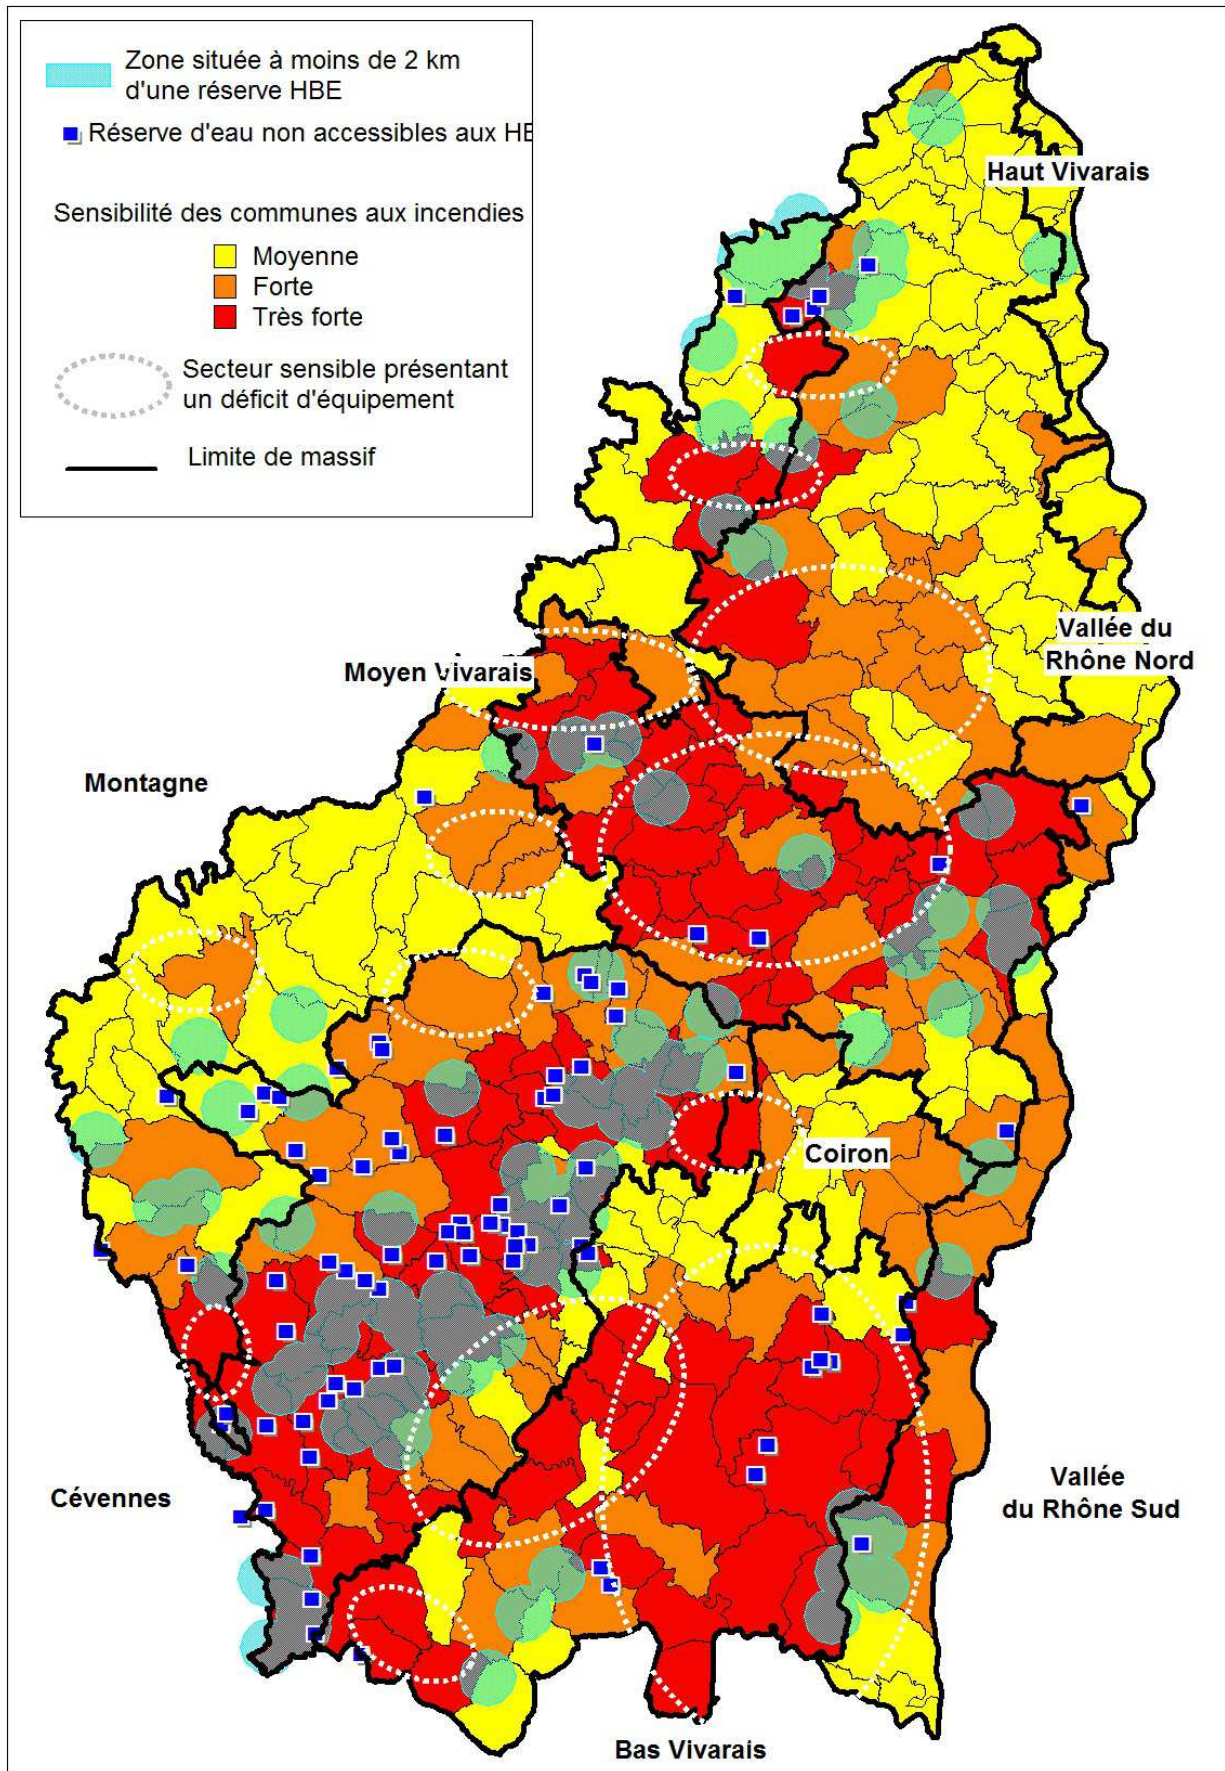 Zone située à moins de 2 km
d'une réserve HBE
Réserve d'eau non accessibles aux HB
Sensibilité des communes aux incendies
Moyenne
Forte
Très forte
Secteur sensible présentant
un déficit d'équipement
Limite de massif
Haut Vivarais
Vallée du
Rhône Nord
Moyen Vivarais
Montagne
Coiron
Cévennes
Vallée
du Rhône Sud
Bas Vivarais